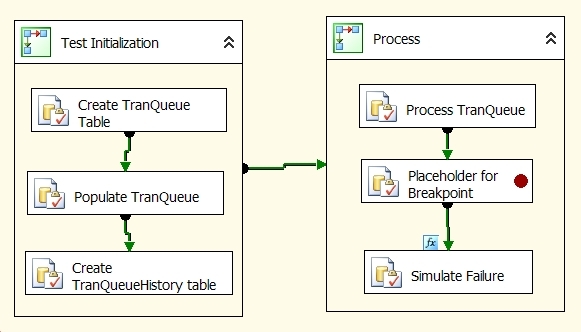 Test Initialization
Create TranQueue
Table
Populate TranQueue
Create
TranQueueHistory table
Process
Process TranQueue
Placeholder for
Breakpoint
fx
Simulate Failure